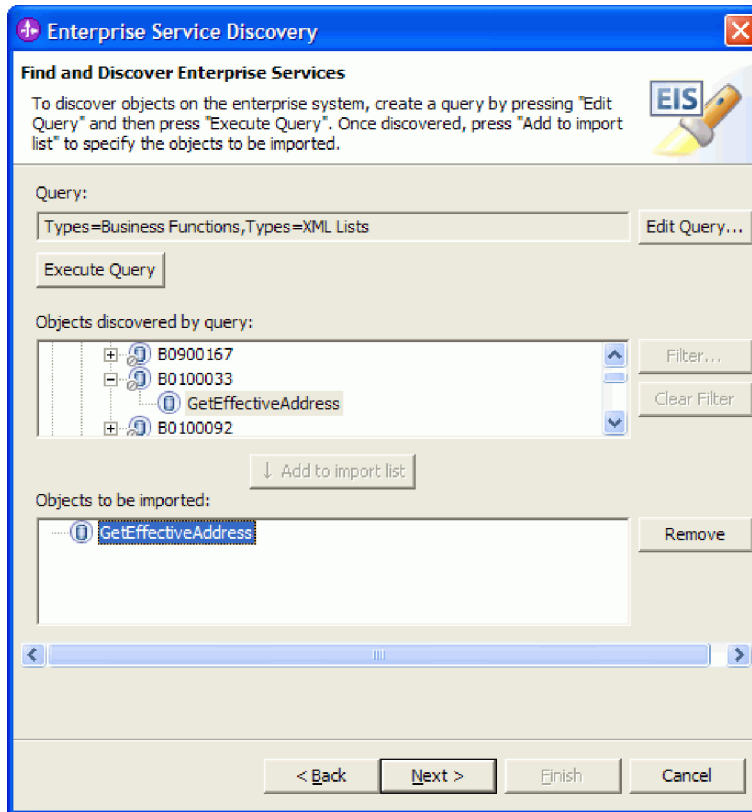 Enterprise Service Discovery
Find and Discover Enterprise Services
To discover objects on the enterprise system, create a query by pressing "Edit
Query" and then press "Execute Query". Once discovered, press "Add to import
list" to specify the objects to be imported.
EIS
Query:
Types=Business Functions,Types=XML Lists
Edit Query...
Execute Query
Objects discovered by query:
B0900167
B0100033
GetEffectiveAddress
B0100092
Filter...
Clear Filter
↓ Add to import list
Objects to be imported:
GetEffectiveAddress
Remove
< Back
Next >
Finish
Cancel